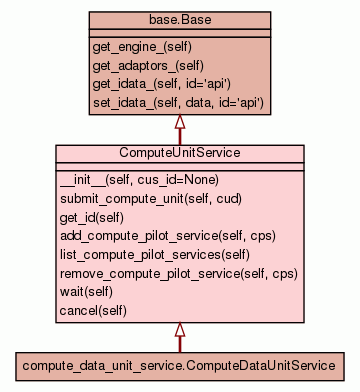 base.Base
get_engine_(self)
get_adaptors_(self)
get_idata_(self, id='api')
set_idata_(self, data, id='api')
ComputeUnitService
__init__(self, cus_id=None)
submit_compute_unit(self, cud)
get_id(self)
add_compute_pilot_service(self, cps)
list_compute_pilot_services(self)
remove_compute_pilot_service(self, cps)
wait(self)
cancel(self)
compute_data_unit_service.ComputeDataUnitService